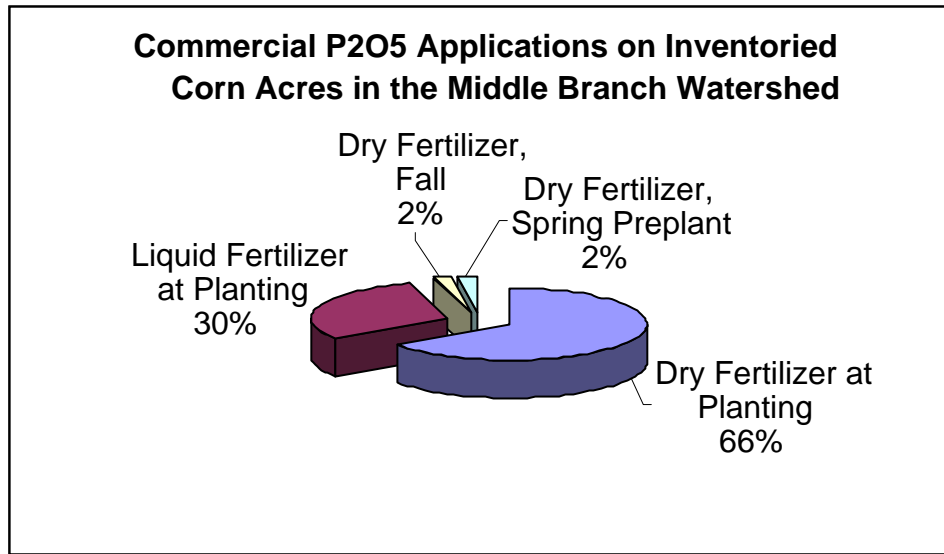 Commercial P2O5 Applications on Inventoried
Corn Acres in the Middle Branch Watershed
Dry Fertilizer,
Fall
2%
Dry Fertilizer,
Spring Preplant
2%
Liquid Fertilizer
at Planting
30%
Dry Fertilizer at
Planting
66%